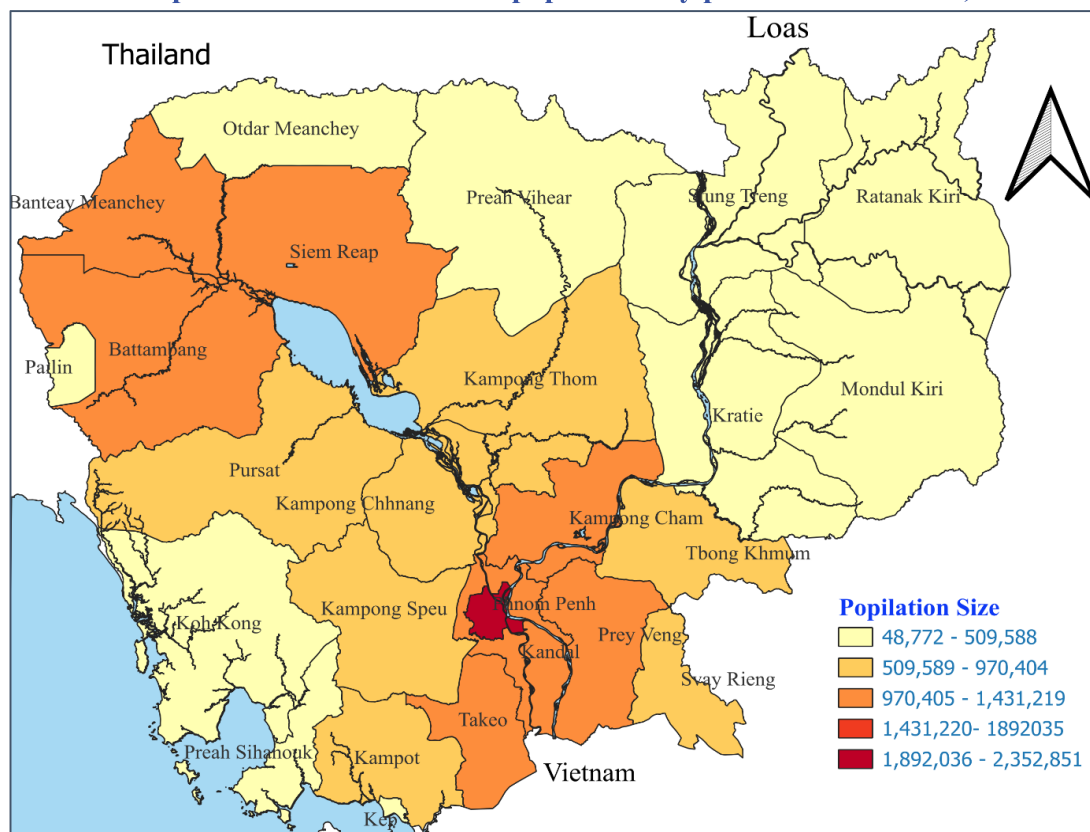 population by province
Loas
Thailand
Otdar Meanchey
Banteay Meanchey
Preah Vihear
Stung Treng
Ratanak Kiri
Siem Reap
Pailin
Battambang
Kampong Thom
Mondul Kiri
Kratie
Pursat
Kampong Chhnang
Kampong Cham
Tbong Khmum
Kampong Speu
Phnom Penh
Prey Veng
Koh Kong
Kandal
Svay Rieng
Takeo
Preah Sihanouk
Kampot
Vietnam
Kep
Popilation Size
48,772 - 509,588
509,589 - 970,404
970,405 - 1,431,219
1,431,220- 1892035
1,892,036 - 2,352,851